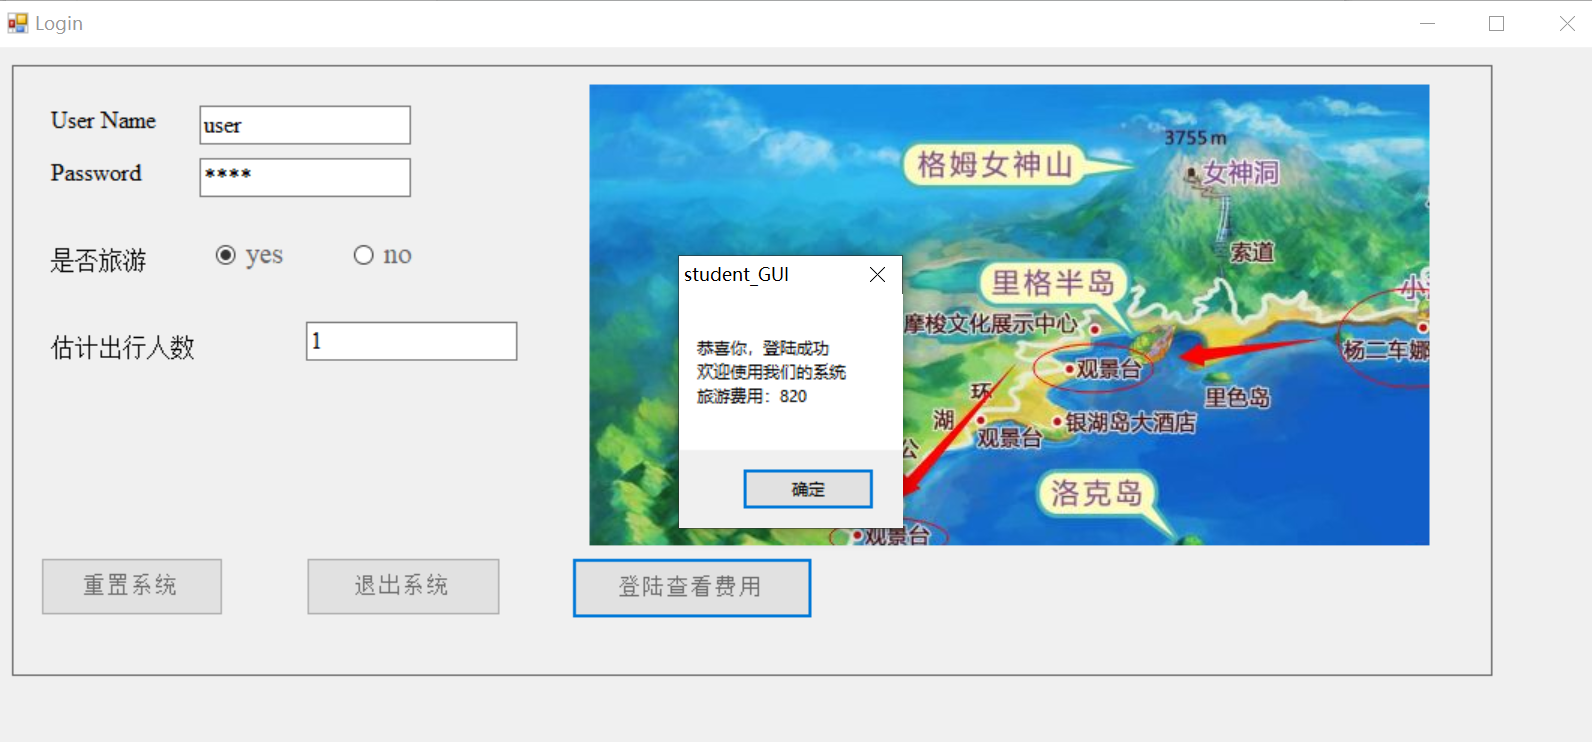 Login
User Name
user
Password
****
是否旅游
yes
no
估计出行人数
1
3755m
格姆女神山
女神洞
索道
里格半岛
摩梭文化展示中心
观景台
杨二车娜
里色岛
环
湖
公
观景台
银湖岛大酒店
洛克岛
观景台
student_GUI
恭喜你，登陆成功
欢迎使用我们的系统
旅游费用：820
确定
重置系统
退出系统
登陆查看费用